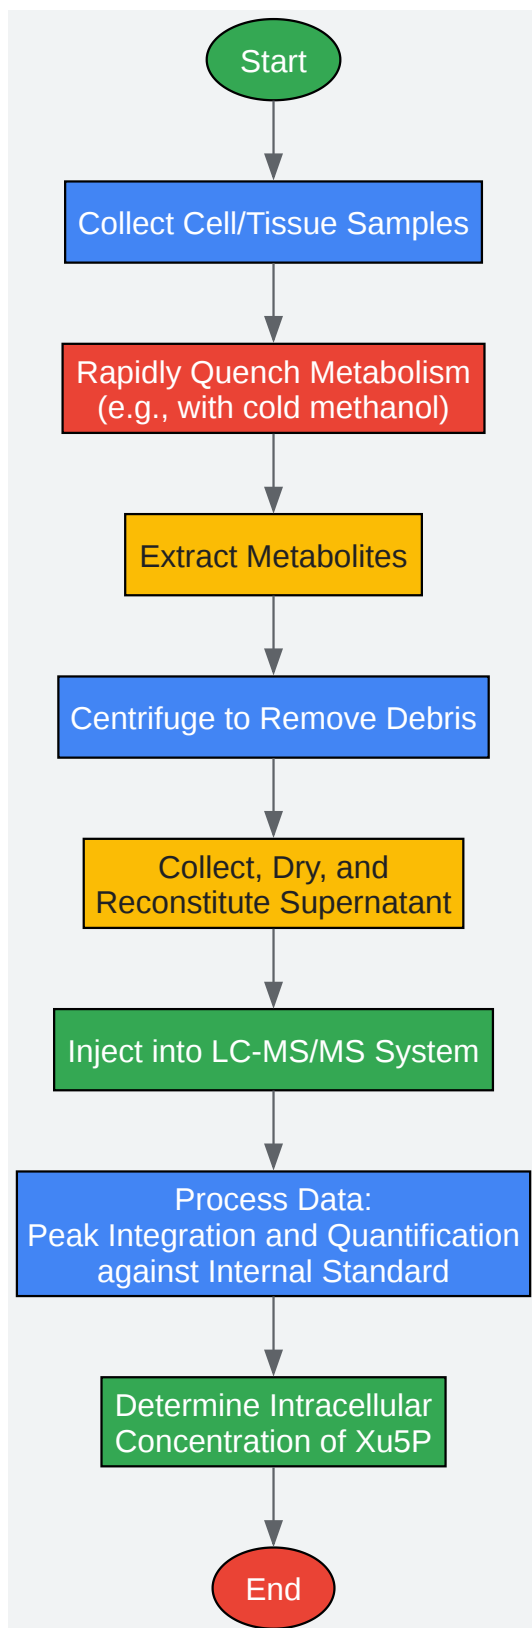 Start
Collect Cell/Tissue Samples
Rapidly Quench Metabolism
(e.g., with cold methanol)
Extract Metabolites
Centrifuge to Remove Debris
Collect, Dry, and
Reconstitute Supernatant
Inject into LC-MS/MS System
Process Data:
Peak Integration and Quantification
against Internal Standard
Determine Intracellular
Concentration of Xu5P
End